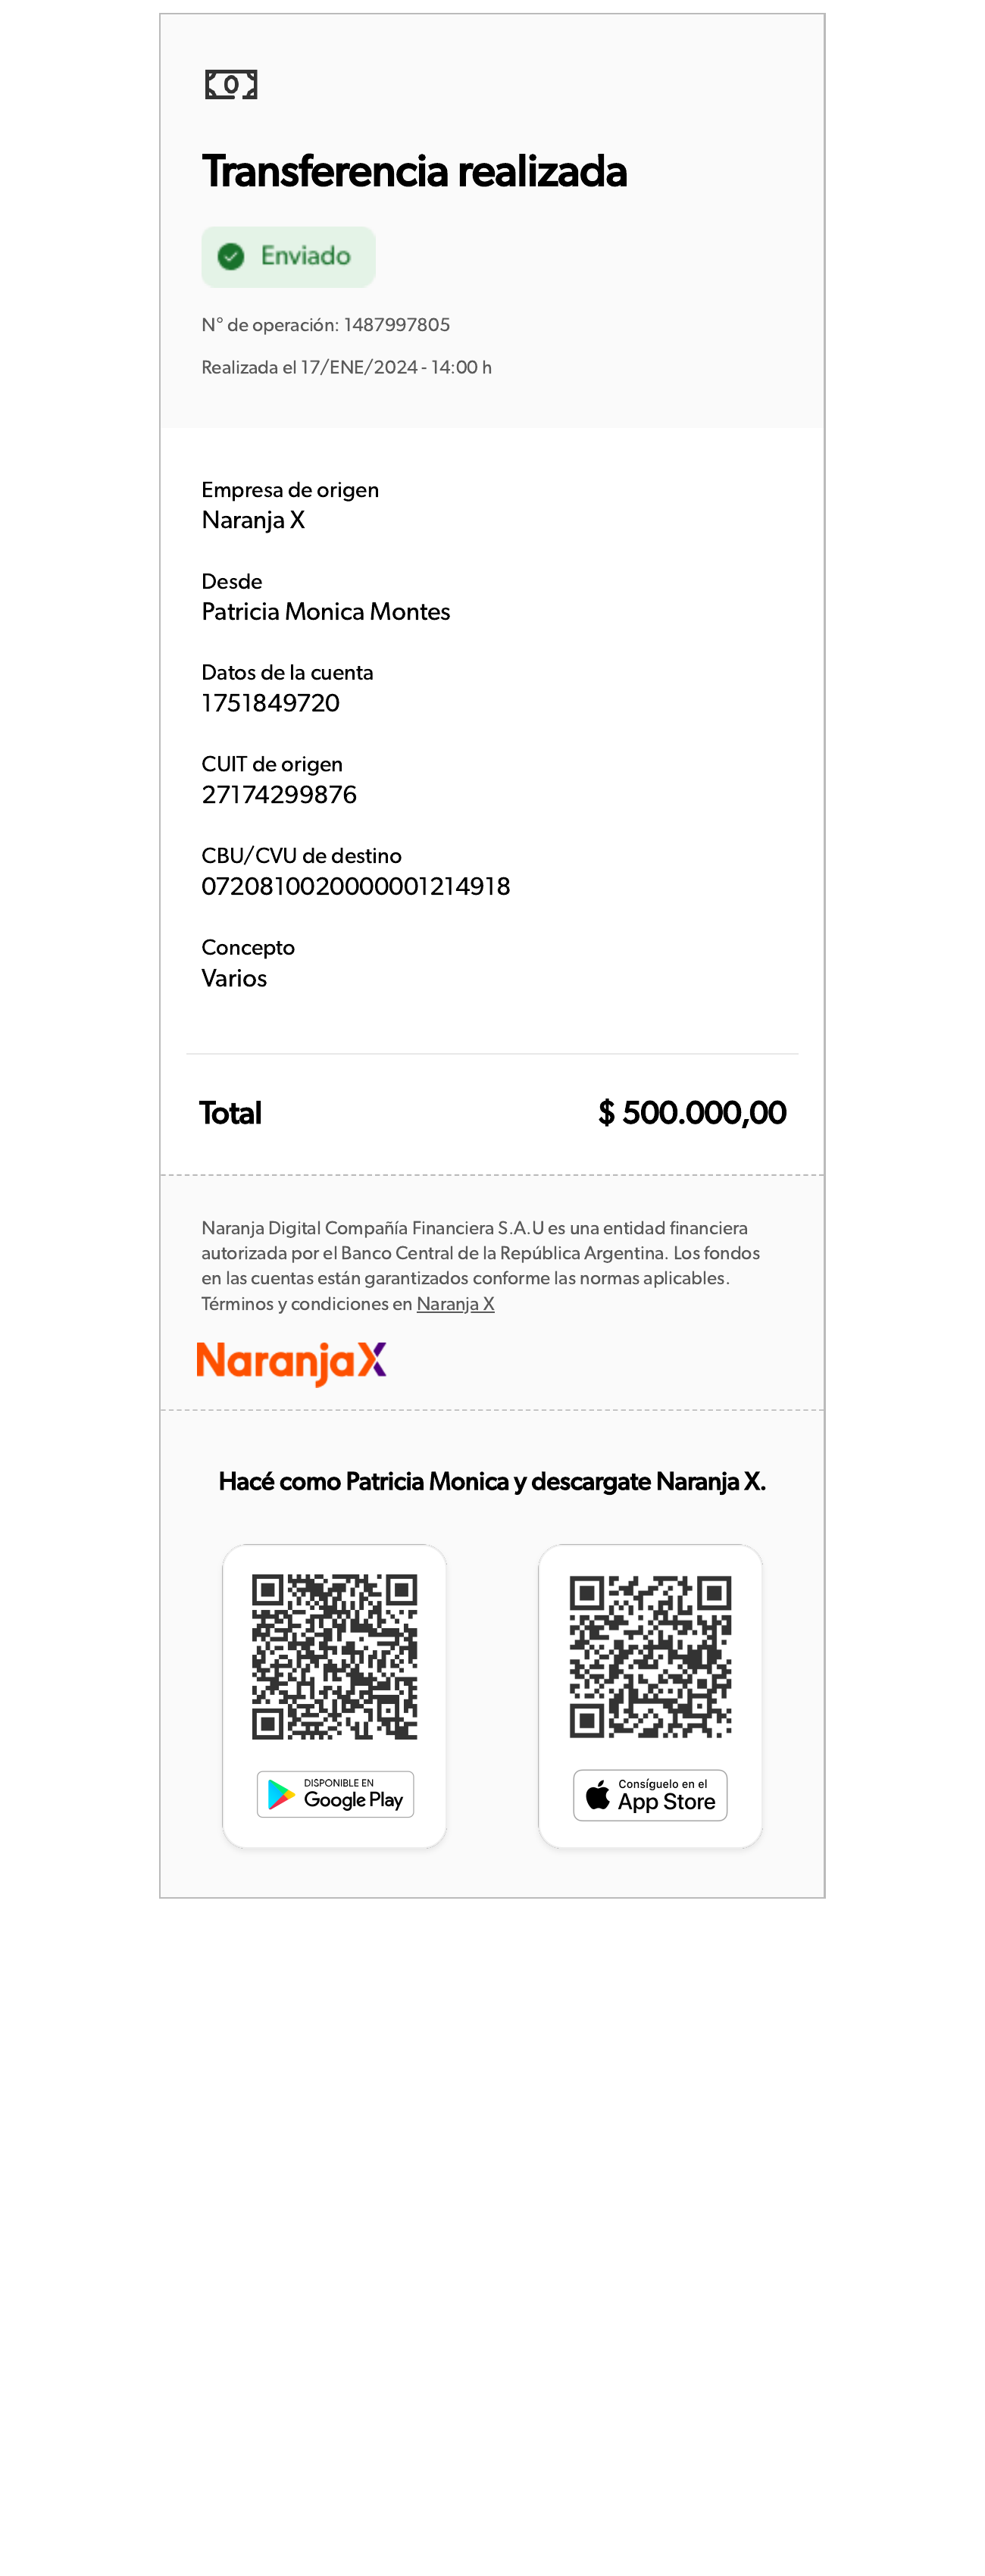 Transferencia realizada
Enviado
N° de operación: 1487997805
Realizada el 17/ENE/2024 - 14:00 h
Empresa de origen
Naranja X
Desde
Patricia Monica Montes
Datos de la cuenta
1751849720
CUIT de origen
27174299876
CBU/CVU de destino
0720810020000001214918
Concepto
Varios
Total $ 500.000,00
Naranja Digital Compañía Financiera S.A.U es una entidad financiera
autorizada por el Banco Central de la República Argentina. Los fondos
en las cuentas están garantizados conforme las normas aplicables.
Términos y condiciones en Naranja X
NaranjaX
Hacé como Patricia Monica y descargate Naranja X.
DISPONIBLE EN
Google Play
Consíguelo en el
App Store